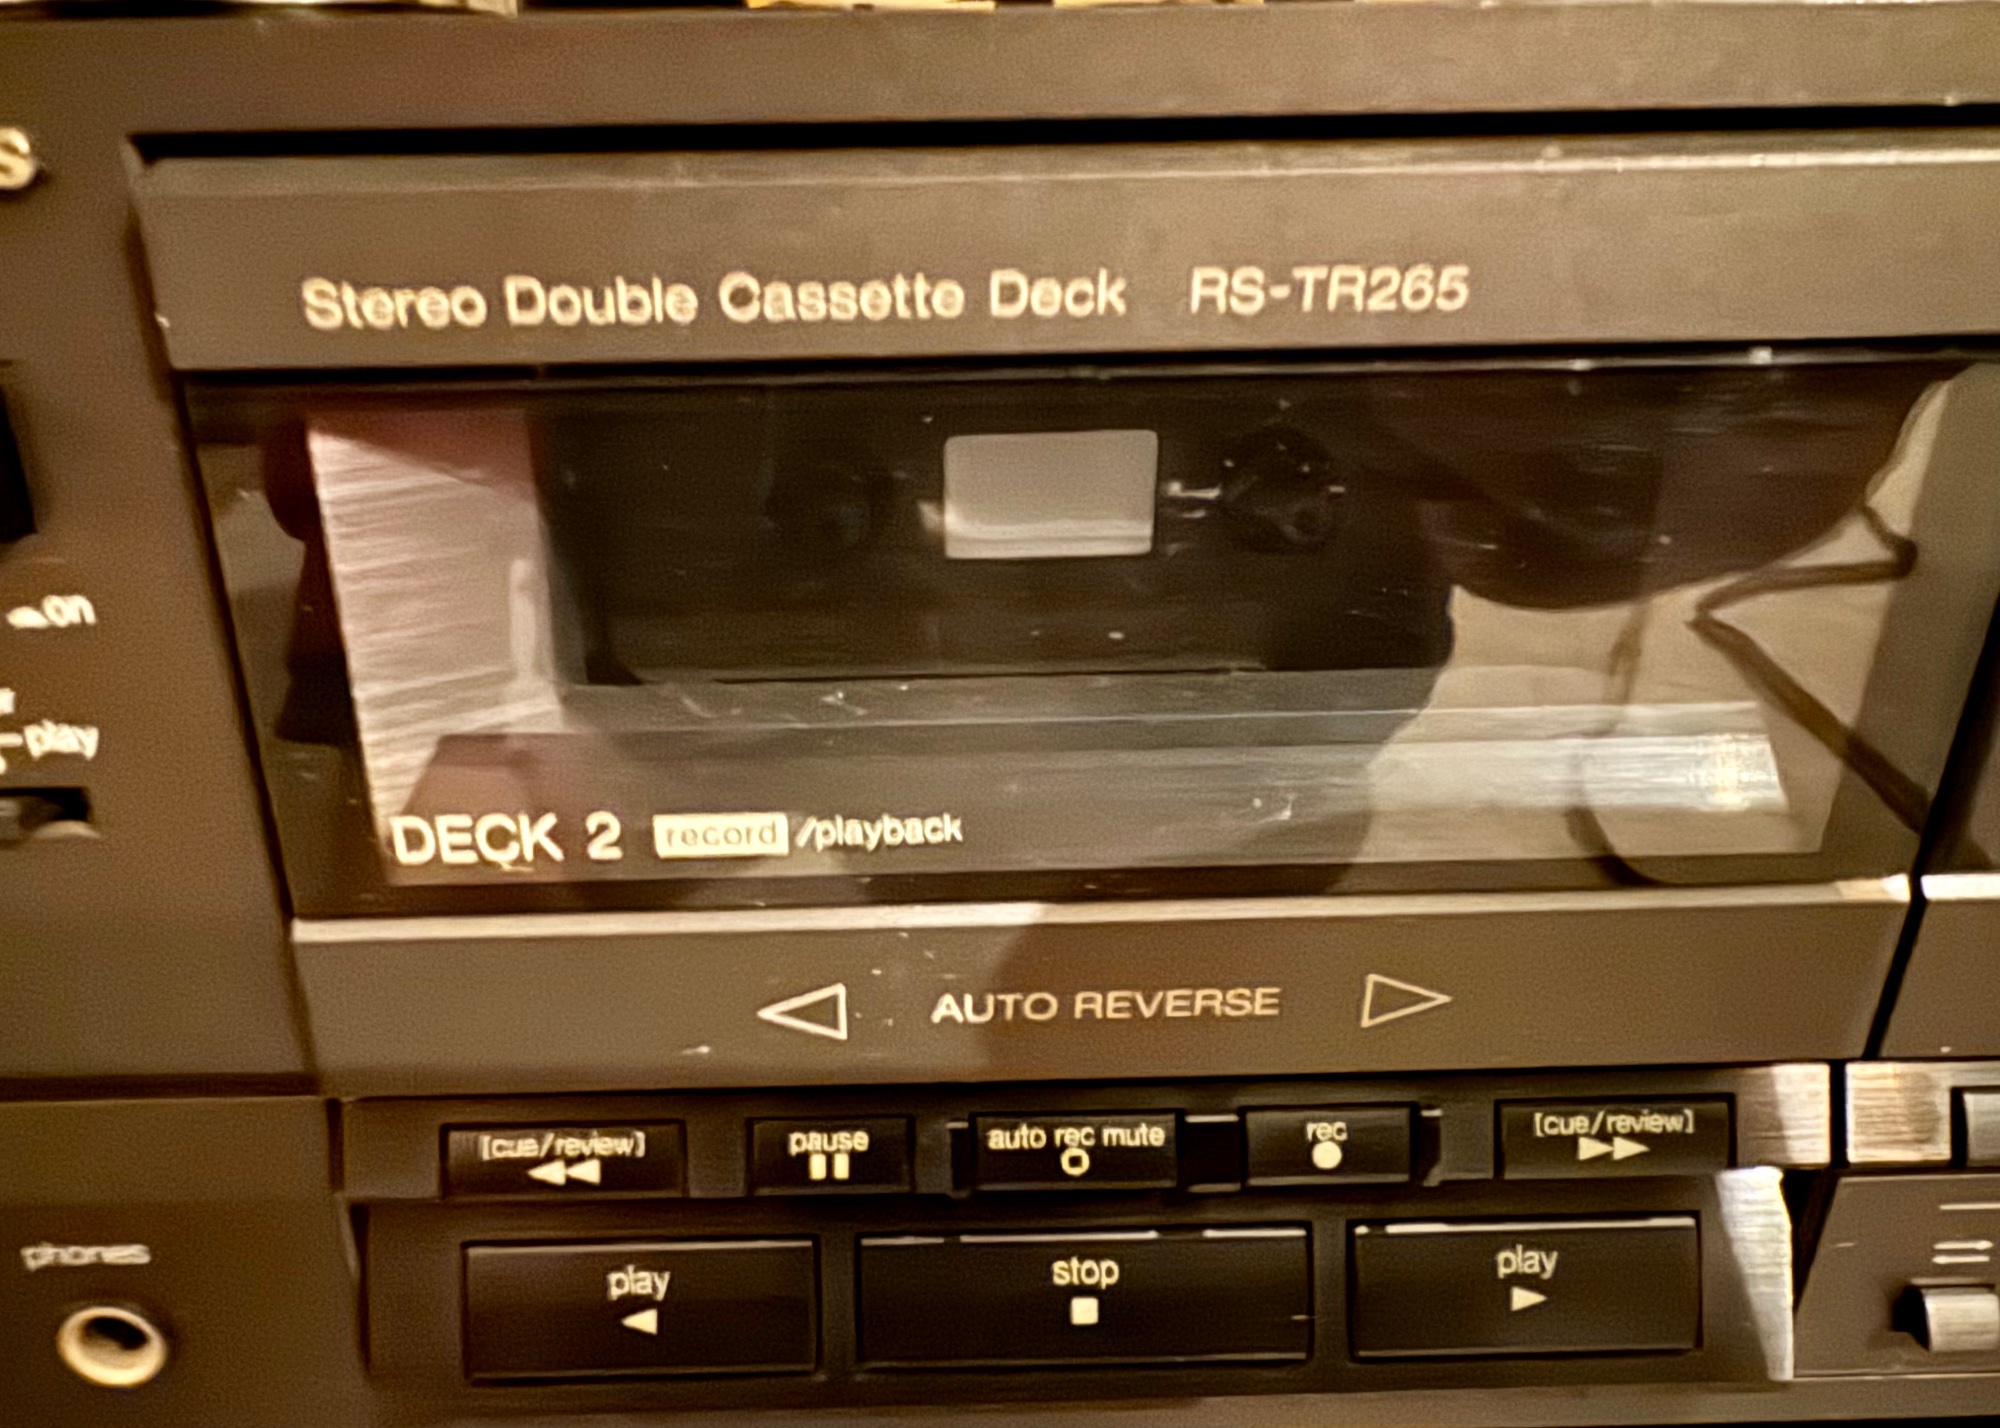 S
Stereo Double Cassette Deck RS-TR265
on
play
DECK 2 record /playback
AUTO REVERSE
[cue/review] pause auto rec mute rec [cue/review]
phones
play stop play